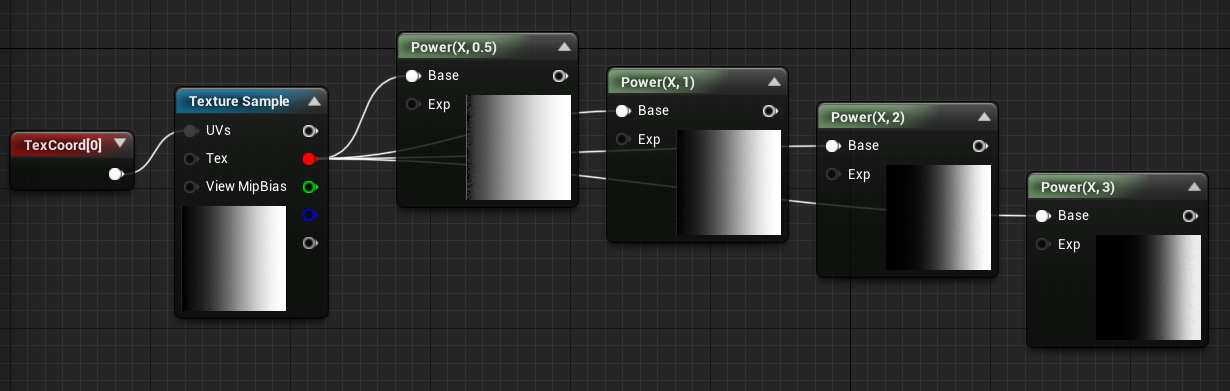 TexCoord[0]
Texture Sample
UVs
Tex
View MipBias
Power(X, 0.5)
Base
Exp
Power(X, 1)
Base
Exp
Power(X, 2)
Base
Exp
Power(X, 3)
Base
Exp